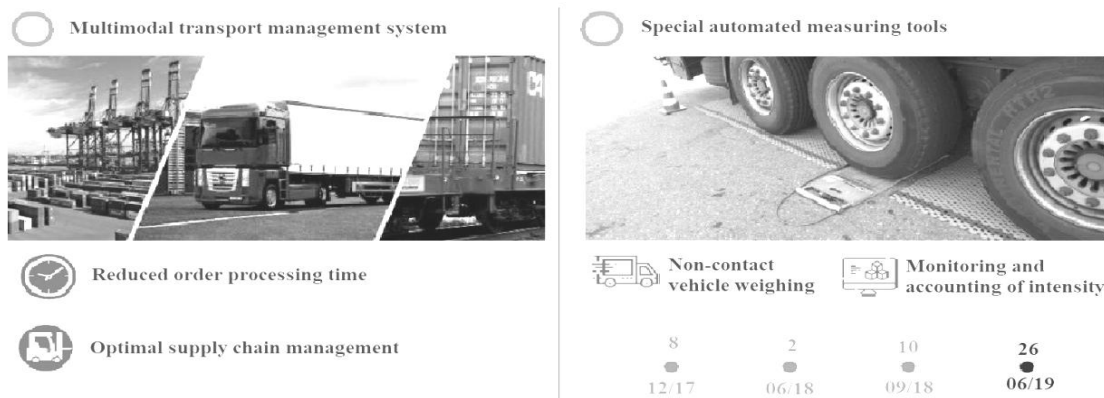 Multimodal transport management system
Reduced order processing time
Optimal supply chain management
Special automated measuring tools
Non-contact
vehicle weighing
Monitoring and
accounting of intensity
8 2 10 26
12/17 06/18 09/18 06/19